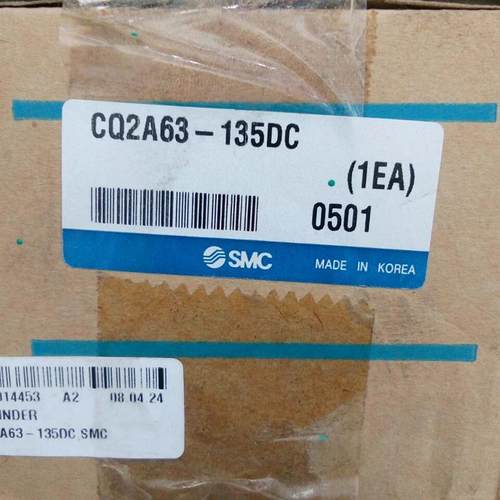 CQ2A63-135DC
(1EA)
0501
SMC
MADE IN KOREA
014453 A2 08 04 24
INDER
A63-135DC SMC